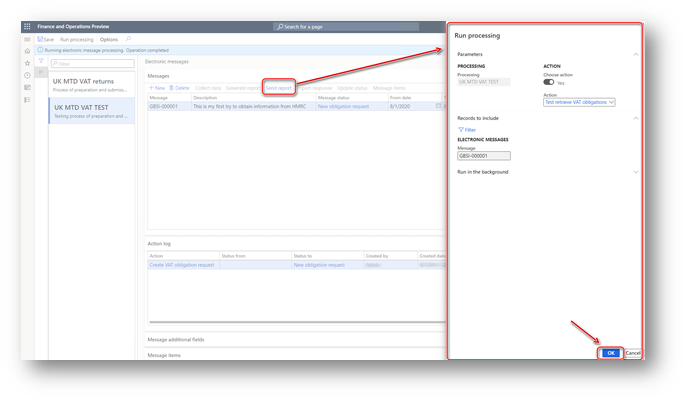 Finance and Operations Preview
Search for a page
Save Run processing Options
Running electronic message processing. Operation completed
Filter
UK MTD VAT returns
Process of preparation and submiss...
UK MTD VAT TEST
Testing process of preparation and ...
Electronic messages
Messages
New Delete Collect data Generate report Send report Import response Update status Message items
Message Description Message status From date
GBSI-000001 This is my first try to obtain information from HMRC New obligation request 8/1/2020
Action log
Action Status from Status to Created by Created date
Create VAT obligation request New obligation request
Message additional fields
Message items
Run processing
Parameters
PROCESSING
Processing
UK MTD VAT TEST
ACTION
Choose action
Yes
Action
Test retrieve VAT obligations
Records to include
Filter
ELECTRONIC MESSAGES
Message
GBSI-000001
Run in the background
OK Cancel